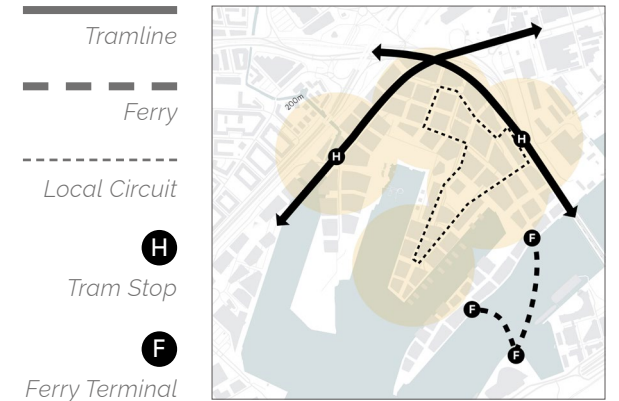 Tramline
Ferry
Local Circuit
H
Tram Stop
F
Ferry Terminal
200m
H
H
F
F
F